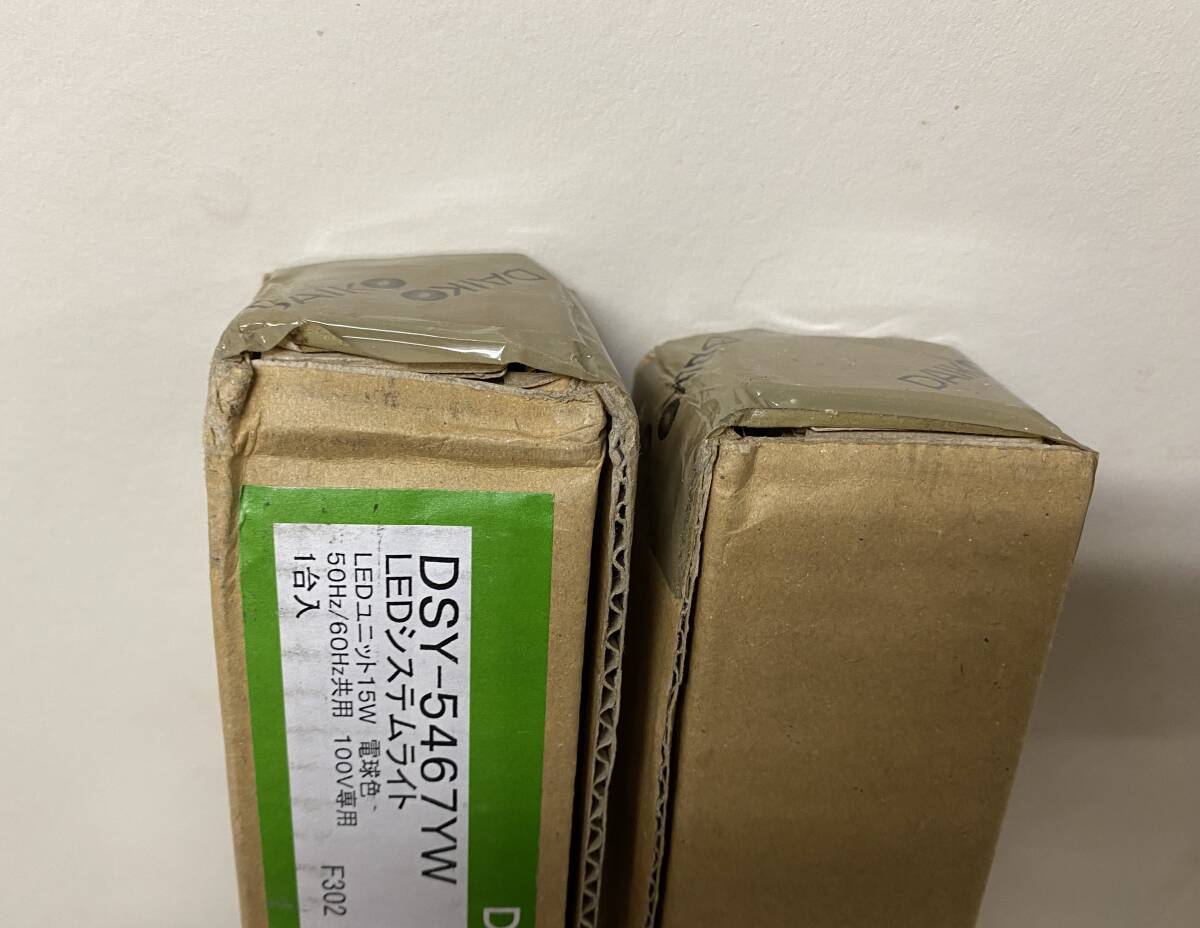 DAIKO
DAIKO
DSY-5467YW
LEDシステムライト
LEDユニット15W 電球色、
50Hz/60Hz共用 100V専用 F302
1台入